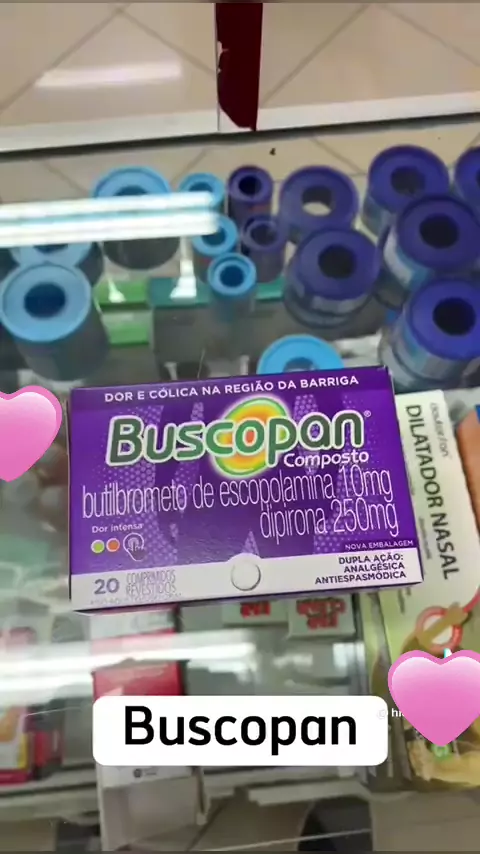 DOR E CÓLICA NA REGIÃO DA BARRIGA
Buscopan®
Composto
butilbrometo de escopolamina 10mg
dipirona 250mg
Dor intensa
NOVA EMBALAGEM
DUPLA AÇÃO:
ANALGÉSICA
ANTIESPASMÓDICA
20 COMPRIMIDOS
REVESTIDOS
DILATADOR NASAL
Buscopan